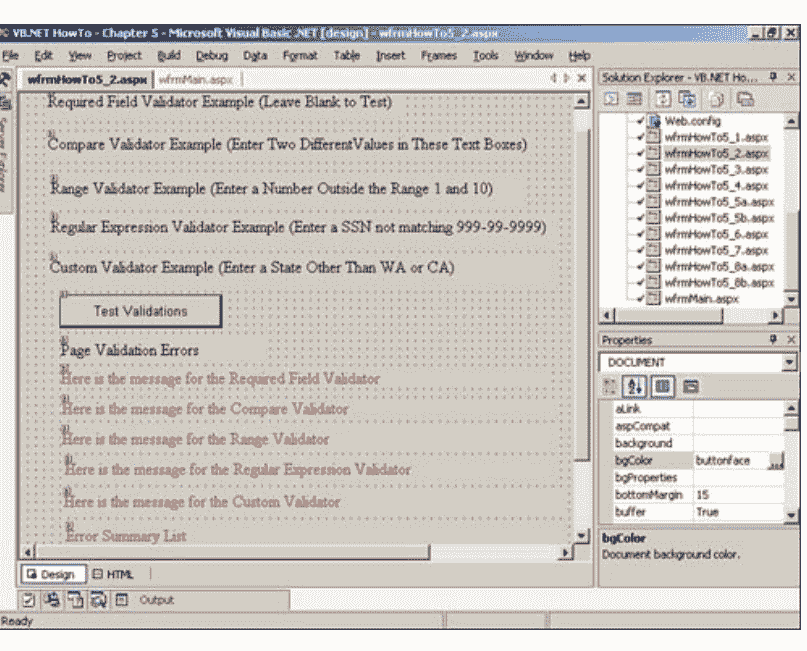 VB.NET HowTo - Chapter 5 - Microsoft Visual Basic .NET [design] - wfrmHowTo5_2.aspx
File Edit View Project Build Debug Data Format Table Insert Frames Tools Window Help
wfrmHowTo5_2.aspx wfrmMain.aspx
Server Explorer
Required Field Validator Example (Leave Blank to Test)
Compare Validator Example (Enter Two DifferentValues in These Text Boxes)
Range Validator Example (Enter a Number Outside the Range 1 and 10)
Regular Expression Validator Example (Enter a SSN not matching 999-99-9999)
Custom Validator Example (Enter a State Other Than WA or CA)
Test Validations
Page Validation Errors
Here is the message for the Required Field Validator
Here is the message for the Compare Validator
Here is the message for the Range Validator
Here is the message for the Regular Expression Validator
Here is the message for the Custom Validator
Error Summary List
Design HTML
Output
Ready
Solution Explorer - VB.NET Ho...
Web.config
wfrmHowTo5_1.aspx
wfrmHowTo5_2.aspx
wfrmHowTo5_3.aspx
wfrmHowTo5_4.aspx
wfrmHowTo5_5a.aspx
wfrmHowTo5_5b.aspx
wfrmHowTo5_6.aspx
wfrmHowTo5_7.aspx
wfrmHowTo5_8a.aspx
wfrmHowTo5_8b.aspx
wfrmMain.aspx
Properties
DOCUMENT
aLink
aspCompat
background
bgColor buttonface
bgProperties
bottomMargin 15
buffer True
bgColor
Document background color.